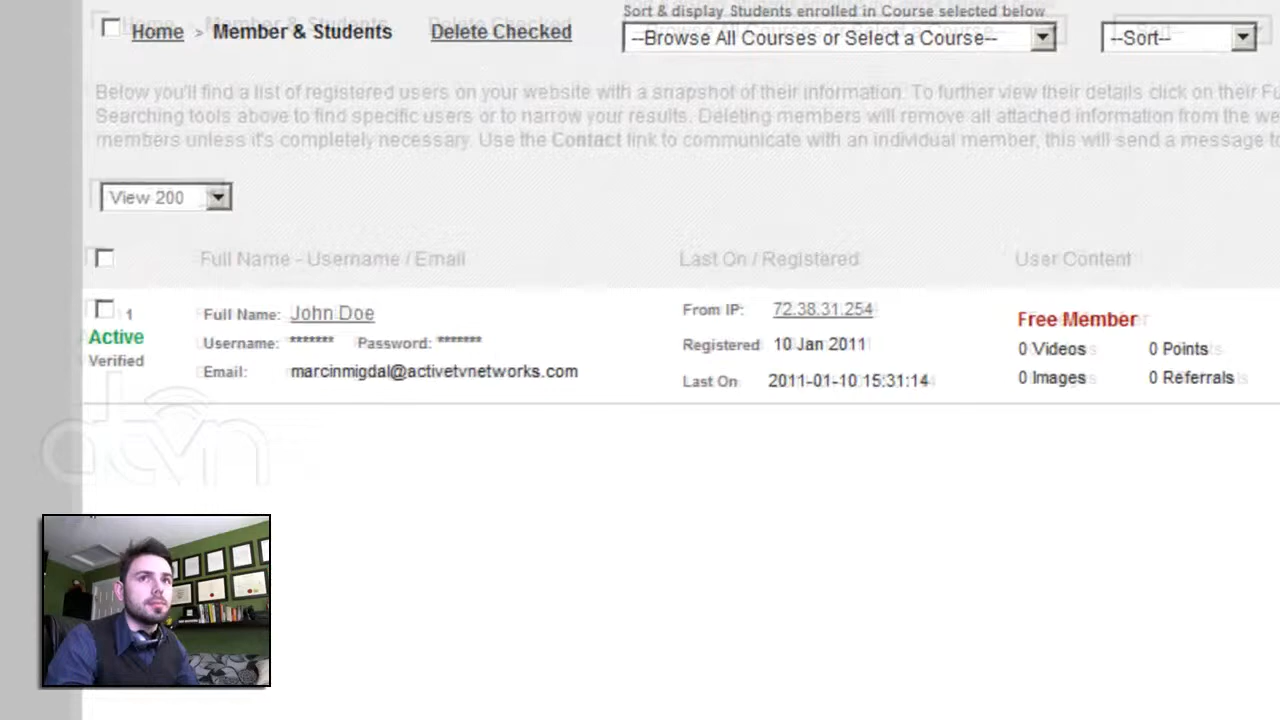 Sort & display Students enrolled in Course selected below
Home > Member & Students Delete Checked --Browse All Courses or Select a Course-- --Sort--
Below you'll find a list of registered users on your website with a snapshot of their information. To further view their details click on their Fu
Searching tools above to find specific users or to narrow your results. Deleting members will remove all attached information from the we
members unless it's completely necessary. Use the Contact link to communicate with an individual member, this will send a message to
View 200
Full Name - Username / Email Last On / Registered User Content
1 Full Name: John Doe From IP: 72.38.31.254 Free Member
Active Username: ******* Password: ******* Registered 10 Jan 2011 0 Videos 0 Points
Verified Email: marcinmigdal@activetvnetworks.com Last On 2011-01-10 15:31:14 0 Images 0 Referrals
atvn